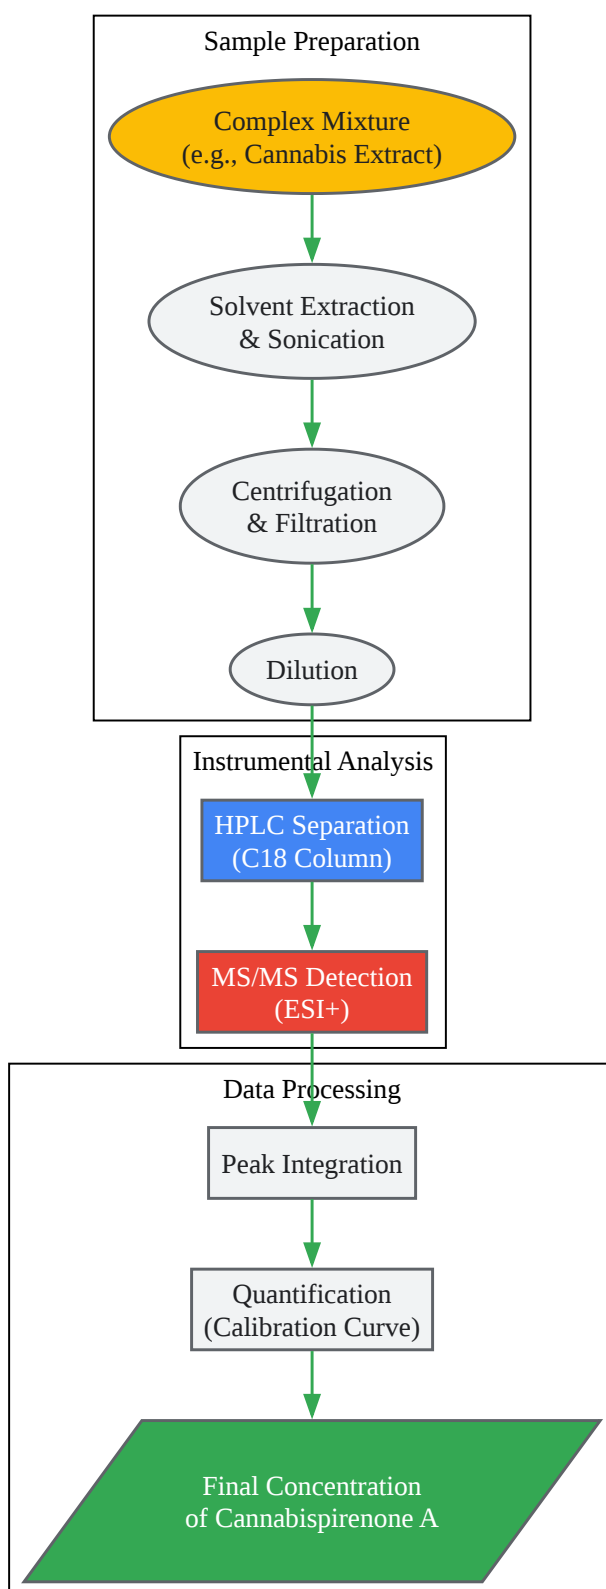 Sample Preparation
Complex Mixture
(e.g., Cannabis Extract)
Solvent Extraction
& Sonication
Centrifugation
& Filtration
Dilution
Instrumental Analysis
HPLC Separation
(C18 Column)
MS/MS Detection
(ESI+)
Data Processing
Peak Integration
Quantification
(Calibration Curve)
Final Concentration
of Cannabispirenone A